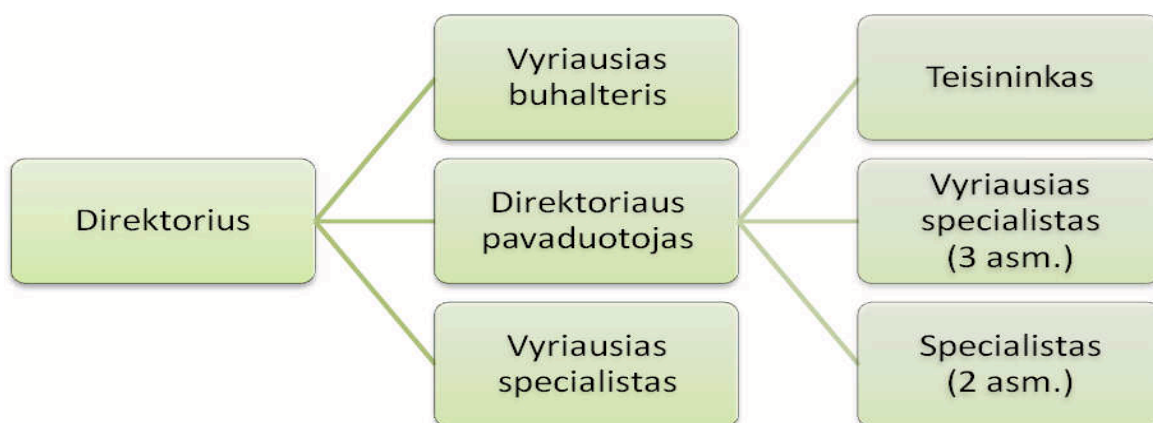 Direktorius
Vyriausias
buhalteris
Direktoriaus
pavaduotojas
Vyriausias
specialistas
Teisininkas
Vyriausias
specialistas
(3 asm.)
Specialistas
(2 asm.)